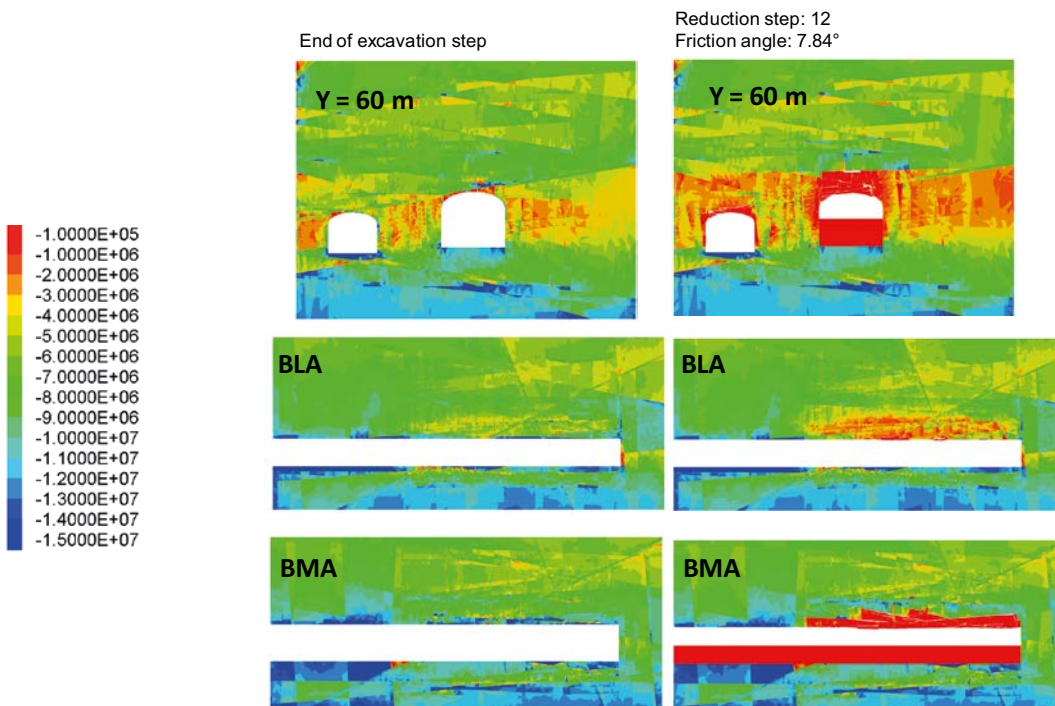 End of excavation step
Reduction step: 12
Friction angle: 7.84°
Y = 60 m
Y = 60 m
-1.0000E+05
-1.0000E+06
-2.0000E+06
-3.0000E+06
-4.0000E+06
-5.0000E+06
-6.0000E+06
-7.0000E+06
-8.0000E+06
-9.0000E+06
-1.0000E+07
-1.1000E+07
-1.2000E+07
-1.3000E+07
-1.4000E+07
-1.5000E+07
BLA
BLA
BMA
BMA